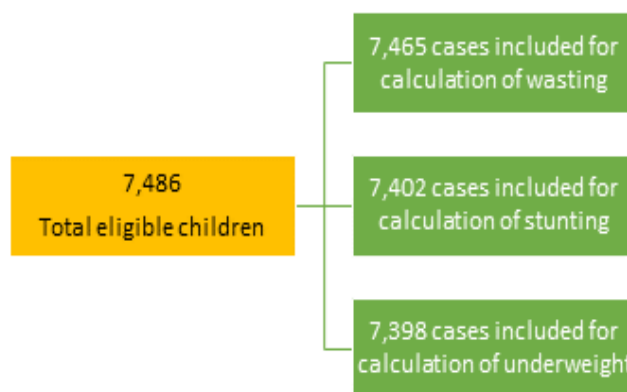 7,465 cases included for
calculation of wasting
7,486
Total eligible children
7,402 cases included for
calculation of stunting
7,398 cases included for
calculation of underweight